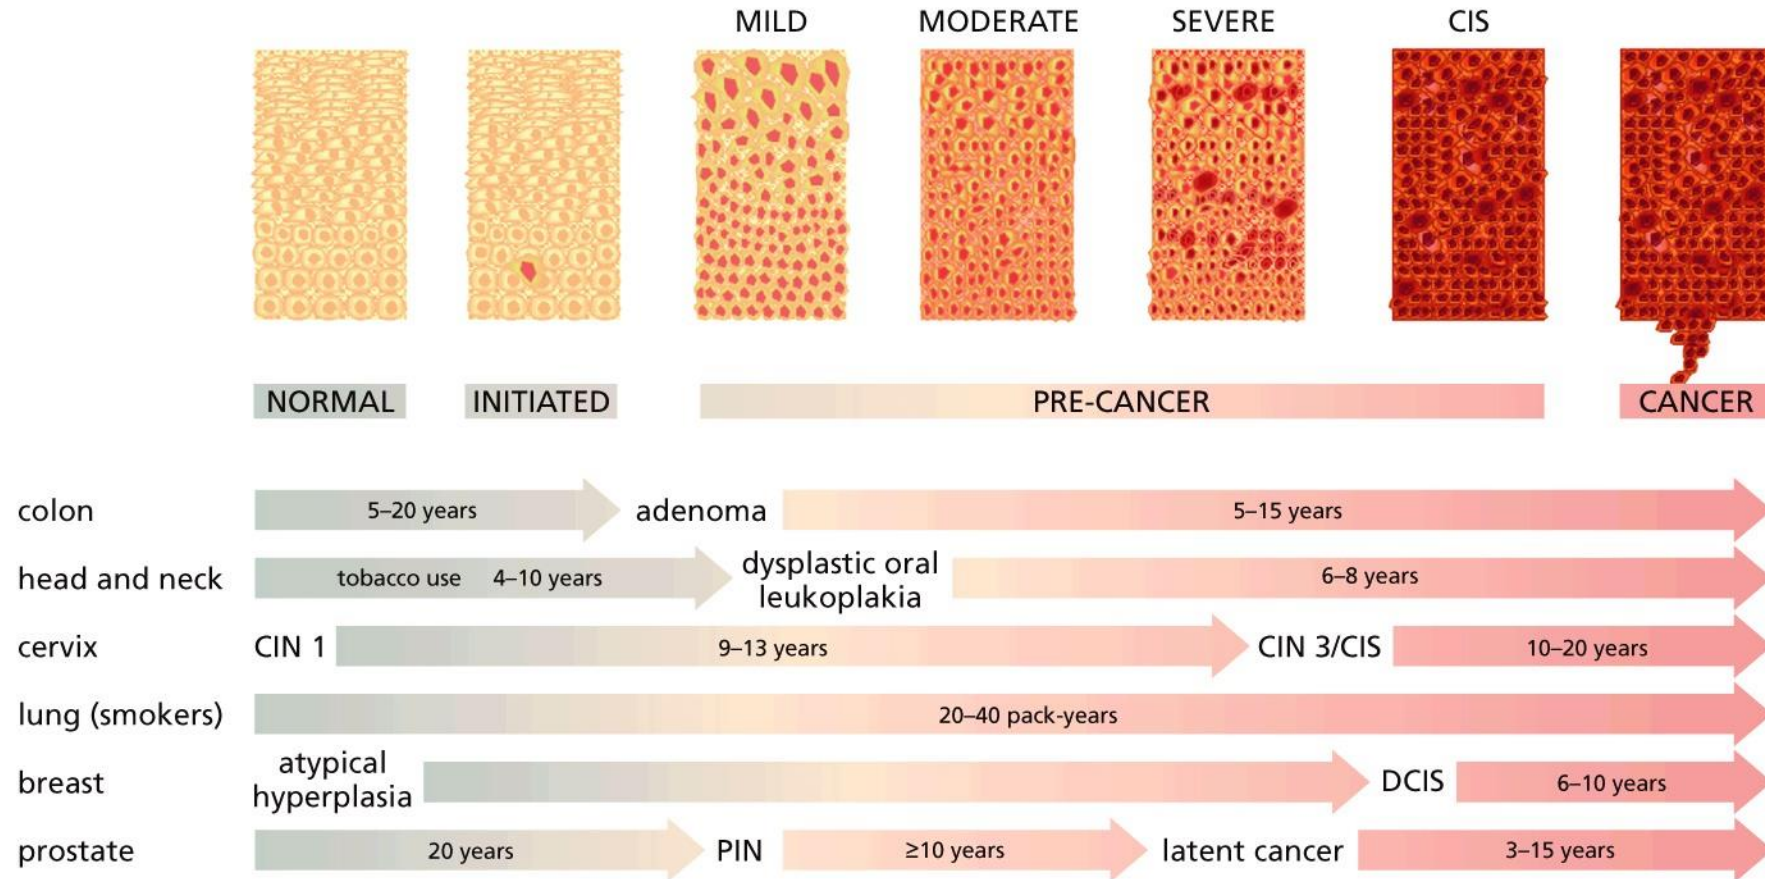 MILD MODERATE SEVERE CIS
NORMAL INITIATED PRE-CANCER CANCER
colon 5–20 years adenoma 5–15 years
head and neck tobacco use 4–10 years dysplastic oral
leukoplakia 6–8 years
cervix CIN 1 9–13 years CIN 3/CIS 10–20 years
lung (smokers) 20–40 pack-years
breast atypical
hyperplasia DCIS 6–10 years
prostate 20 years PIN ≥10 years latent cancer 3–15 years